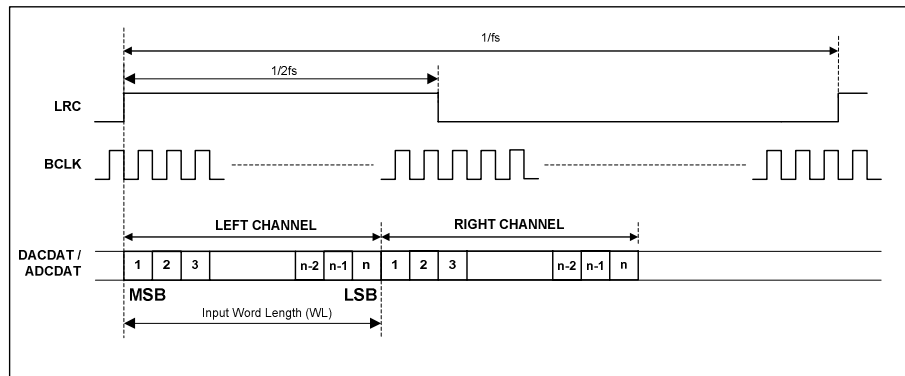 1/fs
1/2fs
LRC
BCLK
LEFT CHANNEL RIGHT CHANNEL
DACDAT /
ADCDAT
1 2 3 n-2 n-1 n 1 2 3 n-2 n-1 n
MSB LSB
Input Word Length (WL)